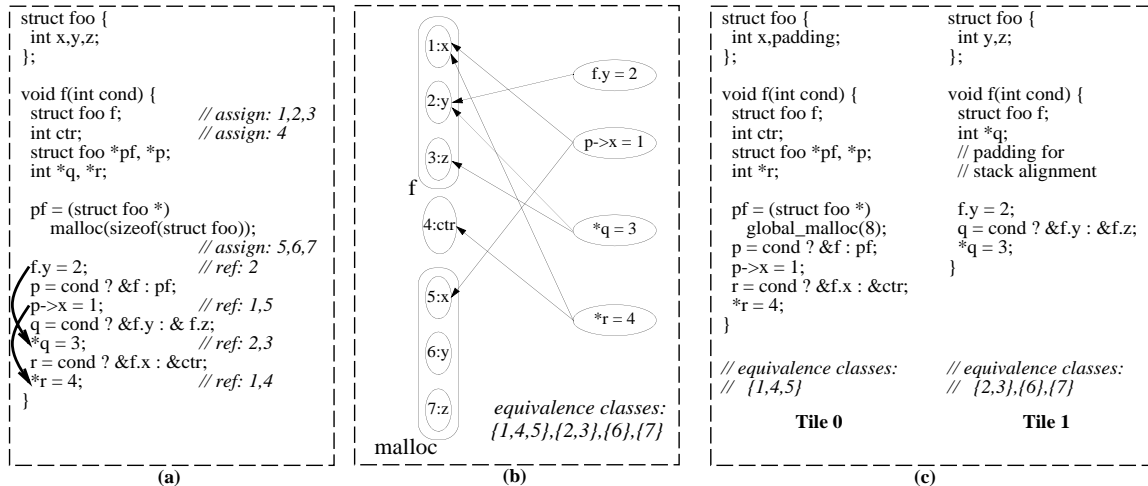 struct foo {
int x,y,z;
};
void f(int cond) {
struct foo f; // assign: 1,2,3
int ctr; // assign: 4
struct foo *pf, *p;
int *q, *r;
pf = (struct foo *)
malloc(sizeof(struct foo));
// assign: 5,6,7
f.y = 2; // ref: 2
p = cond ? &f : pf;
p->x = 1; // ref: 1,5
q = cond ? &f.y : & f.z;
*q = 3; // ref: 2,3
r = cond ? &f.x : &ctr;
*r = 4; // ref: 1,4
}
(a)
1:x
2:y
3:z
f
4:ctr
5:x
6:y
7:z
malloc
f.y = 2
p->x = 1
*q = 3
*r = 4
equivalence classes:
{1,4,5},{2,3},{6},{7}
(b)
struct foo {
int x,padding;
};
void f(int cond) {
struct foo f;
int ctr;
struct foo *pf, *p;
int *r;
pf = (struct foo *)
global_malloc(8);
p = cond ? &f : pf;
p->x = 1;
r = cond ? &f.x : &ctr;
*r = 4;
}
// equivalence classes:
// {1,4,5}
Tile 0
struct foo {
int y,z;
};
void f(int cond) {
struct foo f;
int *q;
// padding for
// stack alignment
f.y = 2;
q = cond ? &f.y : &f.z;
*q = 3;
}
// equivalence classes:
// {2,3},{6},{7}
Tile 1
(c)